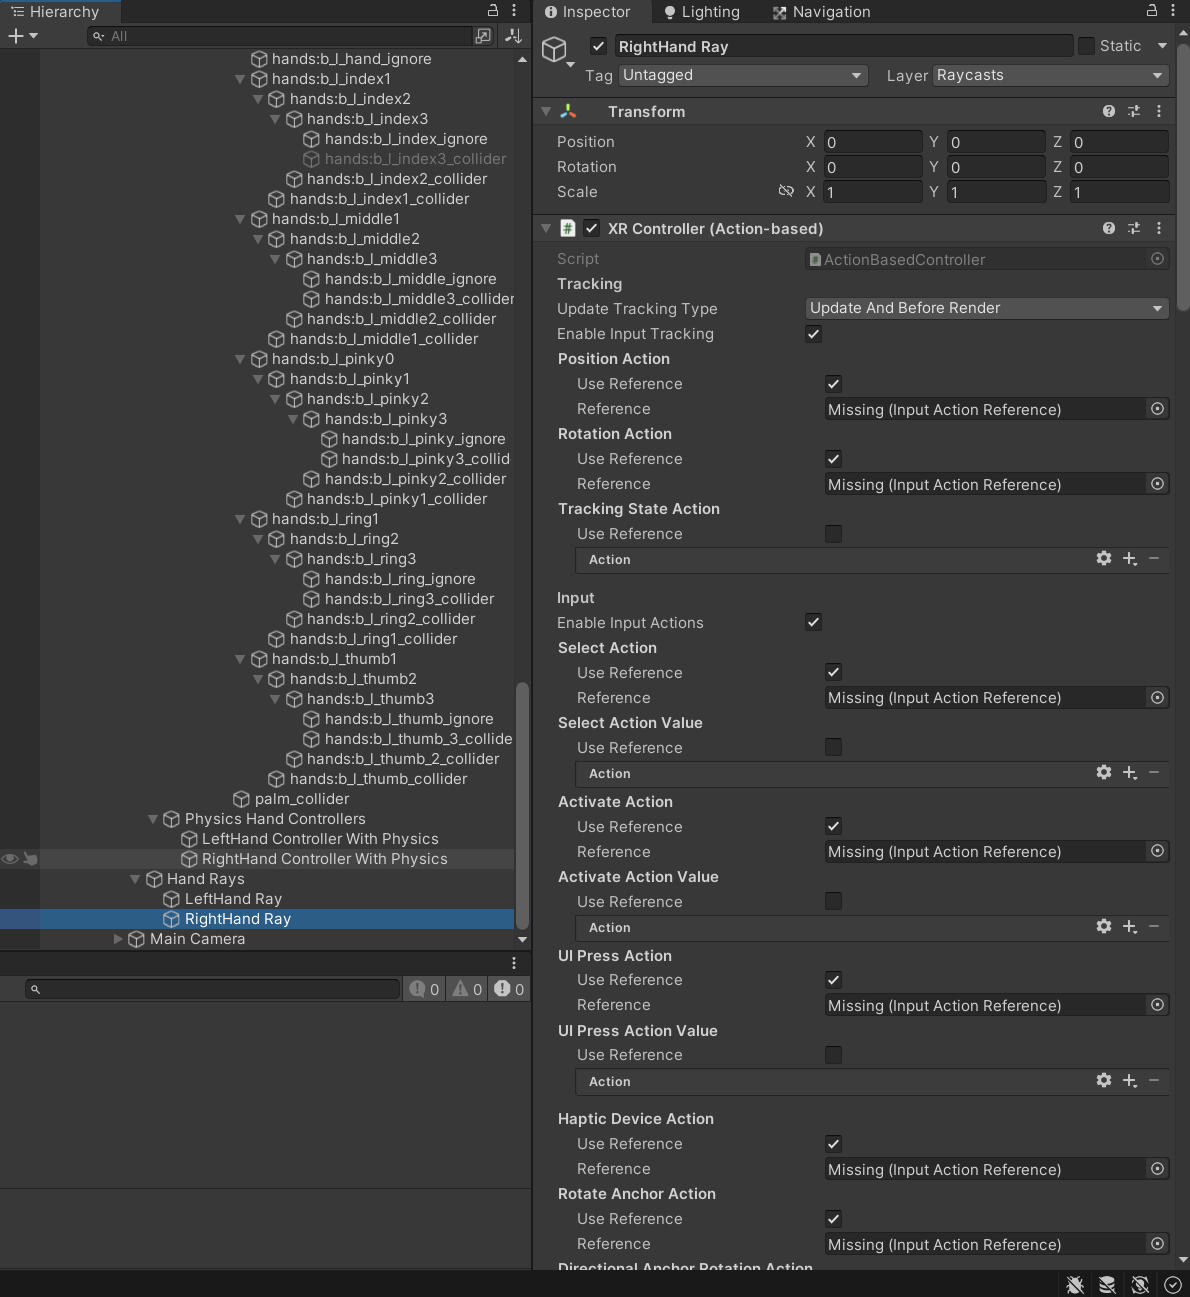 Hierarchy
All
hands:b_l_hand_ignore
hands:b_l_index1
hands:b_l_index2
hands:b_l_index3
hands:b_l_index_ignore
hands:b_l_index3_collider
hands:b_l_index2_collider
hands:b_l_index1_collider
hands:b_l_middle1
hands:b_l_middle2
hands:b_l_middle3
hands:b_l_middle_ignore
hands:b_l_middle3_collider
hands:b_l_middle2_collider
hands:b_l_middle1_collider
hands:b_l_pinky0
hands:b_l_pinky1
hands:b_l_pinky2
hands:b_l_pinky3
hands:b_l_pinky_ignore
hands:b_l_pinky3_collid
hands:b_l_pinky2_collider
hands:b_l_pinky1_collider
hands:b_l_ring1
hands:b_l_ring2
hands:b_l_ring3
hands:b_l_ring_ignore
hands:b_l_ring3_collider
hands:b_l_ring2_collider
hands:b_l_ring1_collider
hands:b_l_thumb1
hands:b_l_thumb2
hands:b_l_thumb3
hands:b_l_thumb_ignore
hands:b_l_thumb_3_collide
hands:b_l_thumb_2_collider
hands:b_l_thumb_collider
palm_collider
Physics Hand Controllers
LeftHand Controller With Physics
RightHand Controller With Physics
Hand Rays
LeftHand Ray
RightHand Ray
Main Camera
0 0 0
Inspector Lighting Navigation
RightHand Ray Static
Tag Untagged Layer Raycasts
Transform
Position X 0 Y 0 Z 0
Rotation X 0 Y 0 Z 0
Scale X 1 Y 1 Z 1
# XR Controller (Action-based)
Script ActionBasedController
Tracking
Update Tracking Type Update And Before Render
Enable Input Tracking
Position Action
Use Reference
Reference Missing (Input Action Reference)
Rotation Action
Use Reference
Reference Missing (Input Action Reference)
Tracking State Action
Use Reference
Action
Input
Enable Input Actions
Select Action
Use Reference
Reference Missing (Input Action Reference)
Select Action Value
Use Reference
Action
Activate Action
Use Reference
Reference Missing (Input Action Reference)
Activate Action Value
Use Reference
Action
UI Press Action
Use Reference
Reference Missing (Input Action Reference)
UI Press Action Value
Use Reference
Action
Haptic Device Action
Use Reference
Reference Missing (Input Action Reference)
Rotate Anchor Action
Use Reference
Reference Missing (Input Action Reference)
Directional Anchor Rotation Action